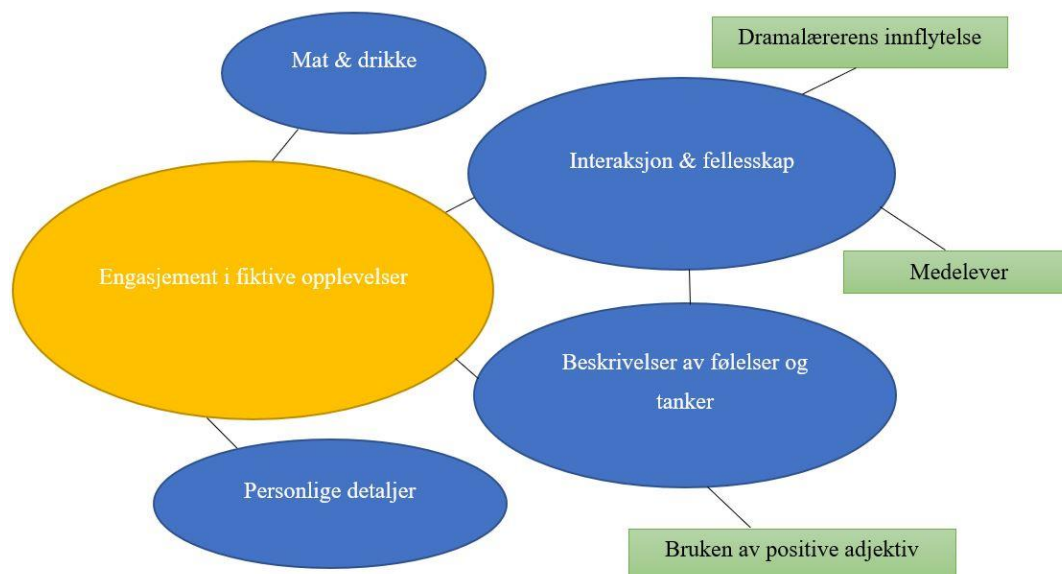 Dramalærerens innflytelse
Mat & drikke
Interaksjon & fellesskap
Engasjement i fiktive opplevelser
Medelever
Beskrivelser av følelser og
tanker
Personlige detaljer
Bruken av positive adjektiv